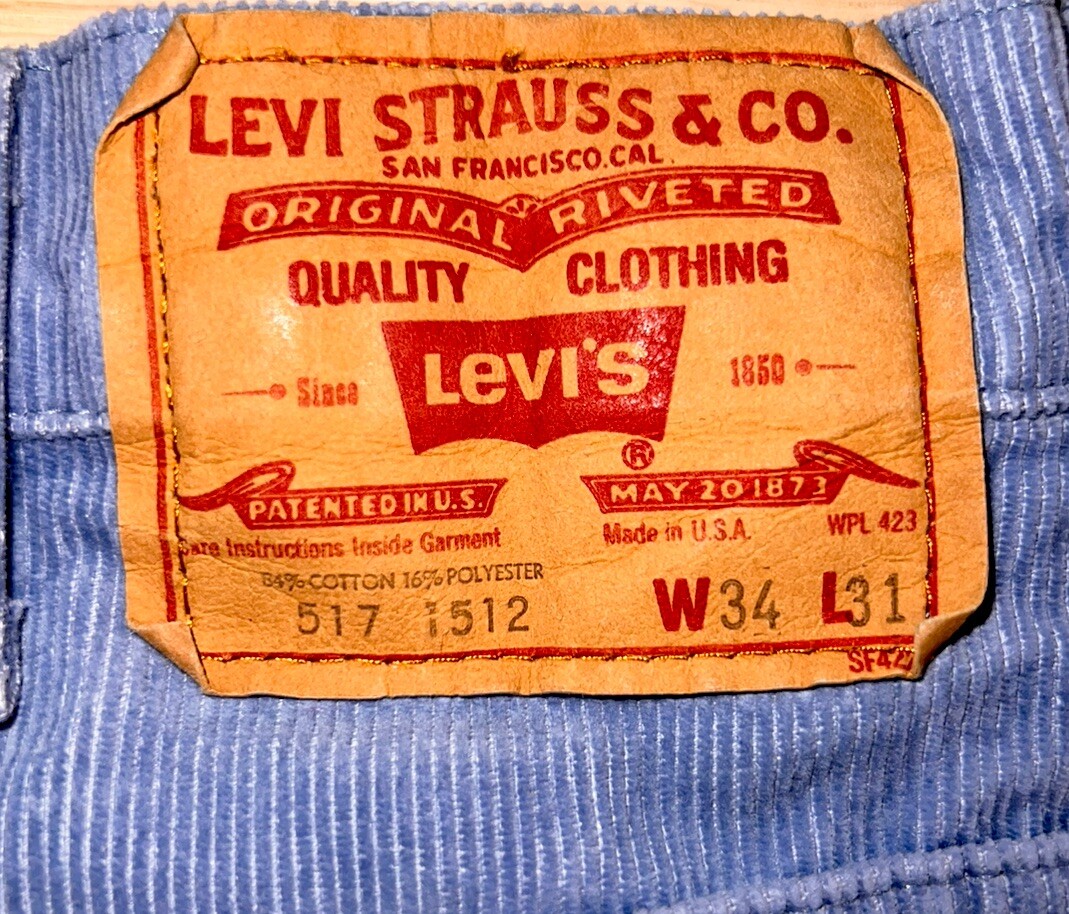 LEVI STRAUSS & CO.
SAN FRANCISCO.CAL.
ORIGINAL RIVETED
QUALITY CLOTHING
LEVI'S
Since 1850
®
PATENTED IN U.S. MAY 20 1873
Care Instructions Inside Garment Made in U.S.A. WPL 423
84% COTTON 16% POLYESTER
517 1512 W34 L31